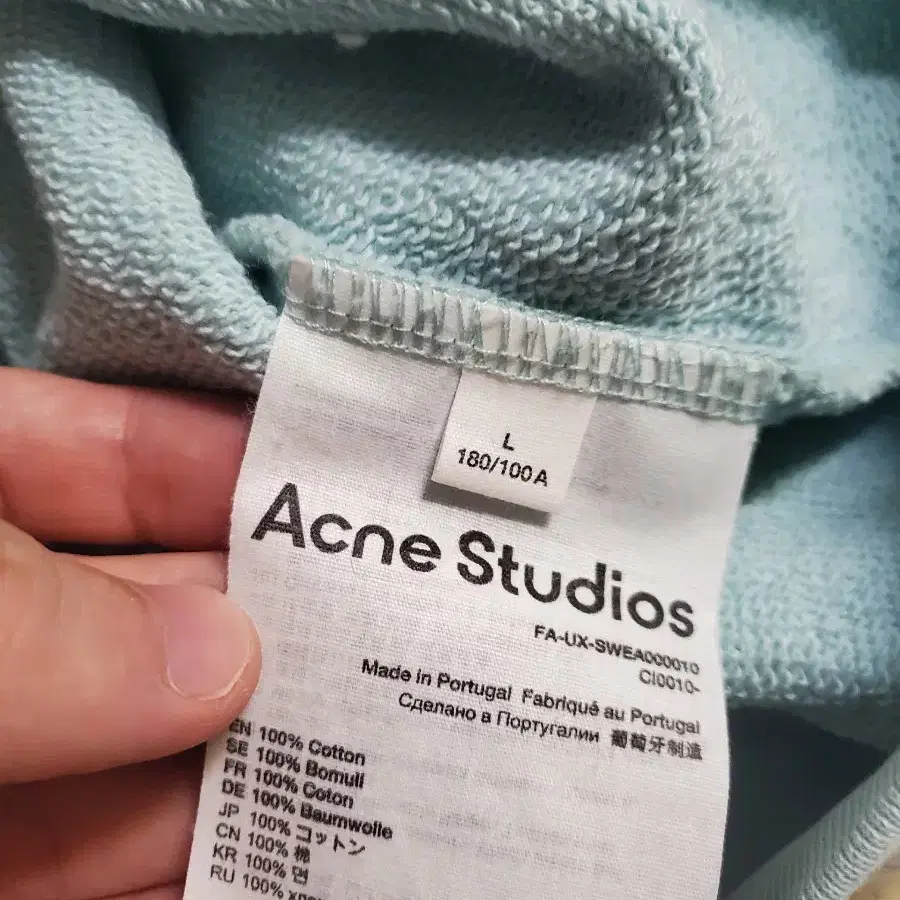 L
180/100A
Acne Studios
FA-UX-SWEA000010
CI0010-
Made in Portugal Fabriqué au Portugal
Сделано в Португалии 葡萄牙制造
EN 100% Cotton
SE 100% Bomull
FR 100% Coton
DE 100% Baumwolle
JP 100% コットン
CN 100% 棉
KR 100% 면
RU 100%